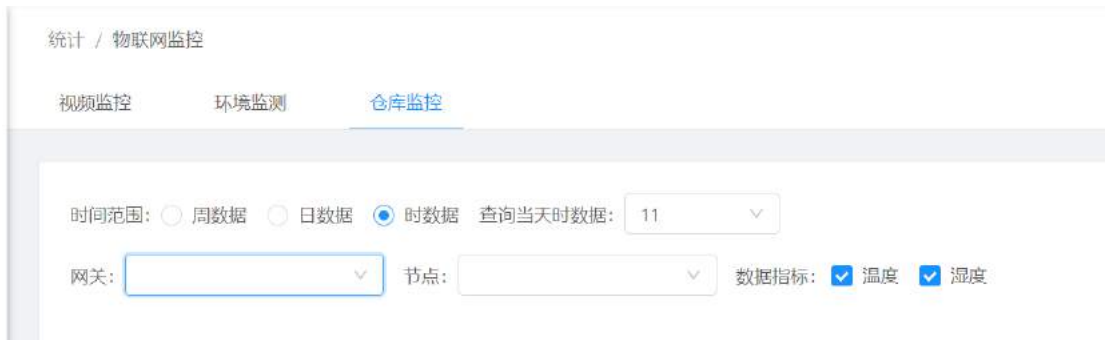 统计 / 物联网监控
视频监控 环境监测 仓库监控
时间范围: 周数据 日数据 时数据 查询当天时数据: 11
网关: 节点: 数据指标: 温度 湿度